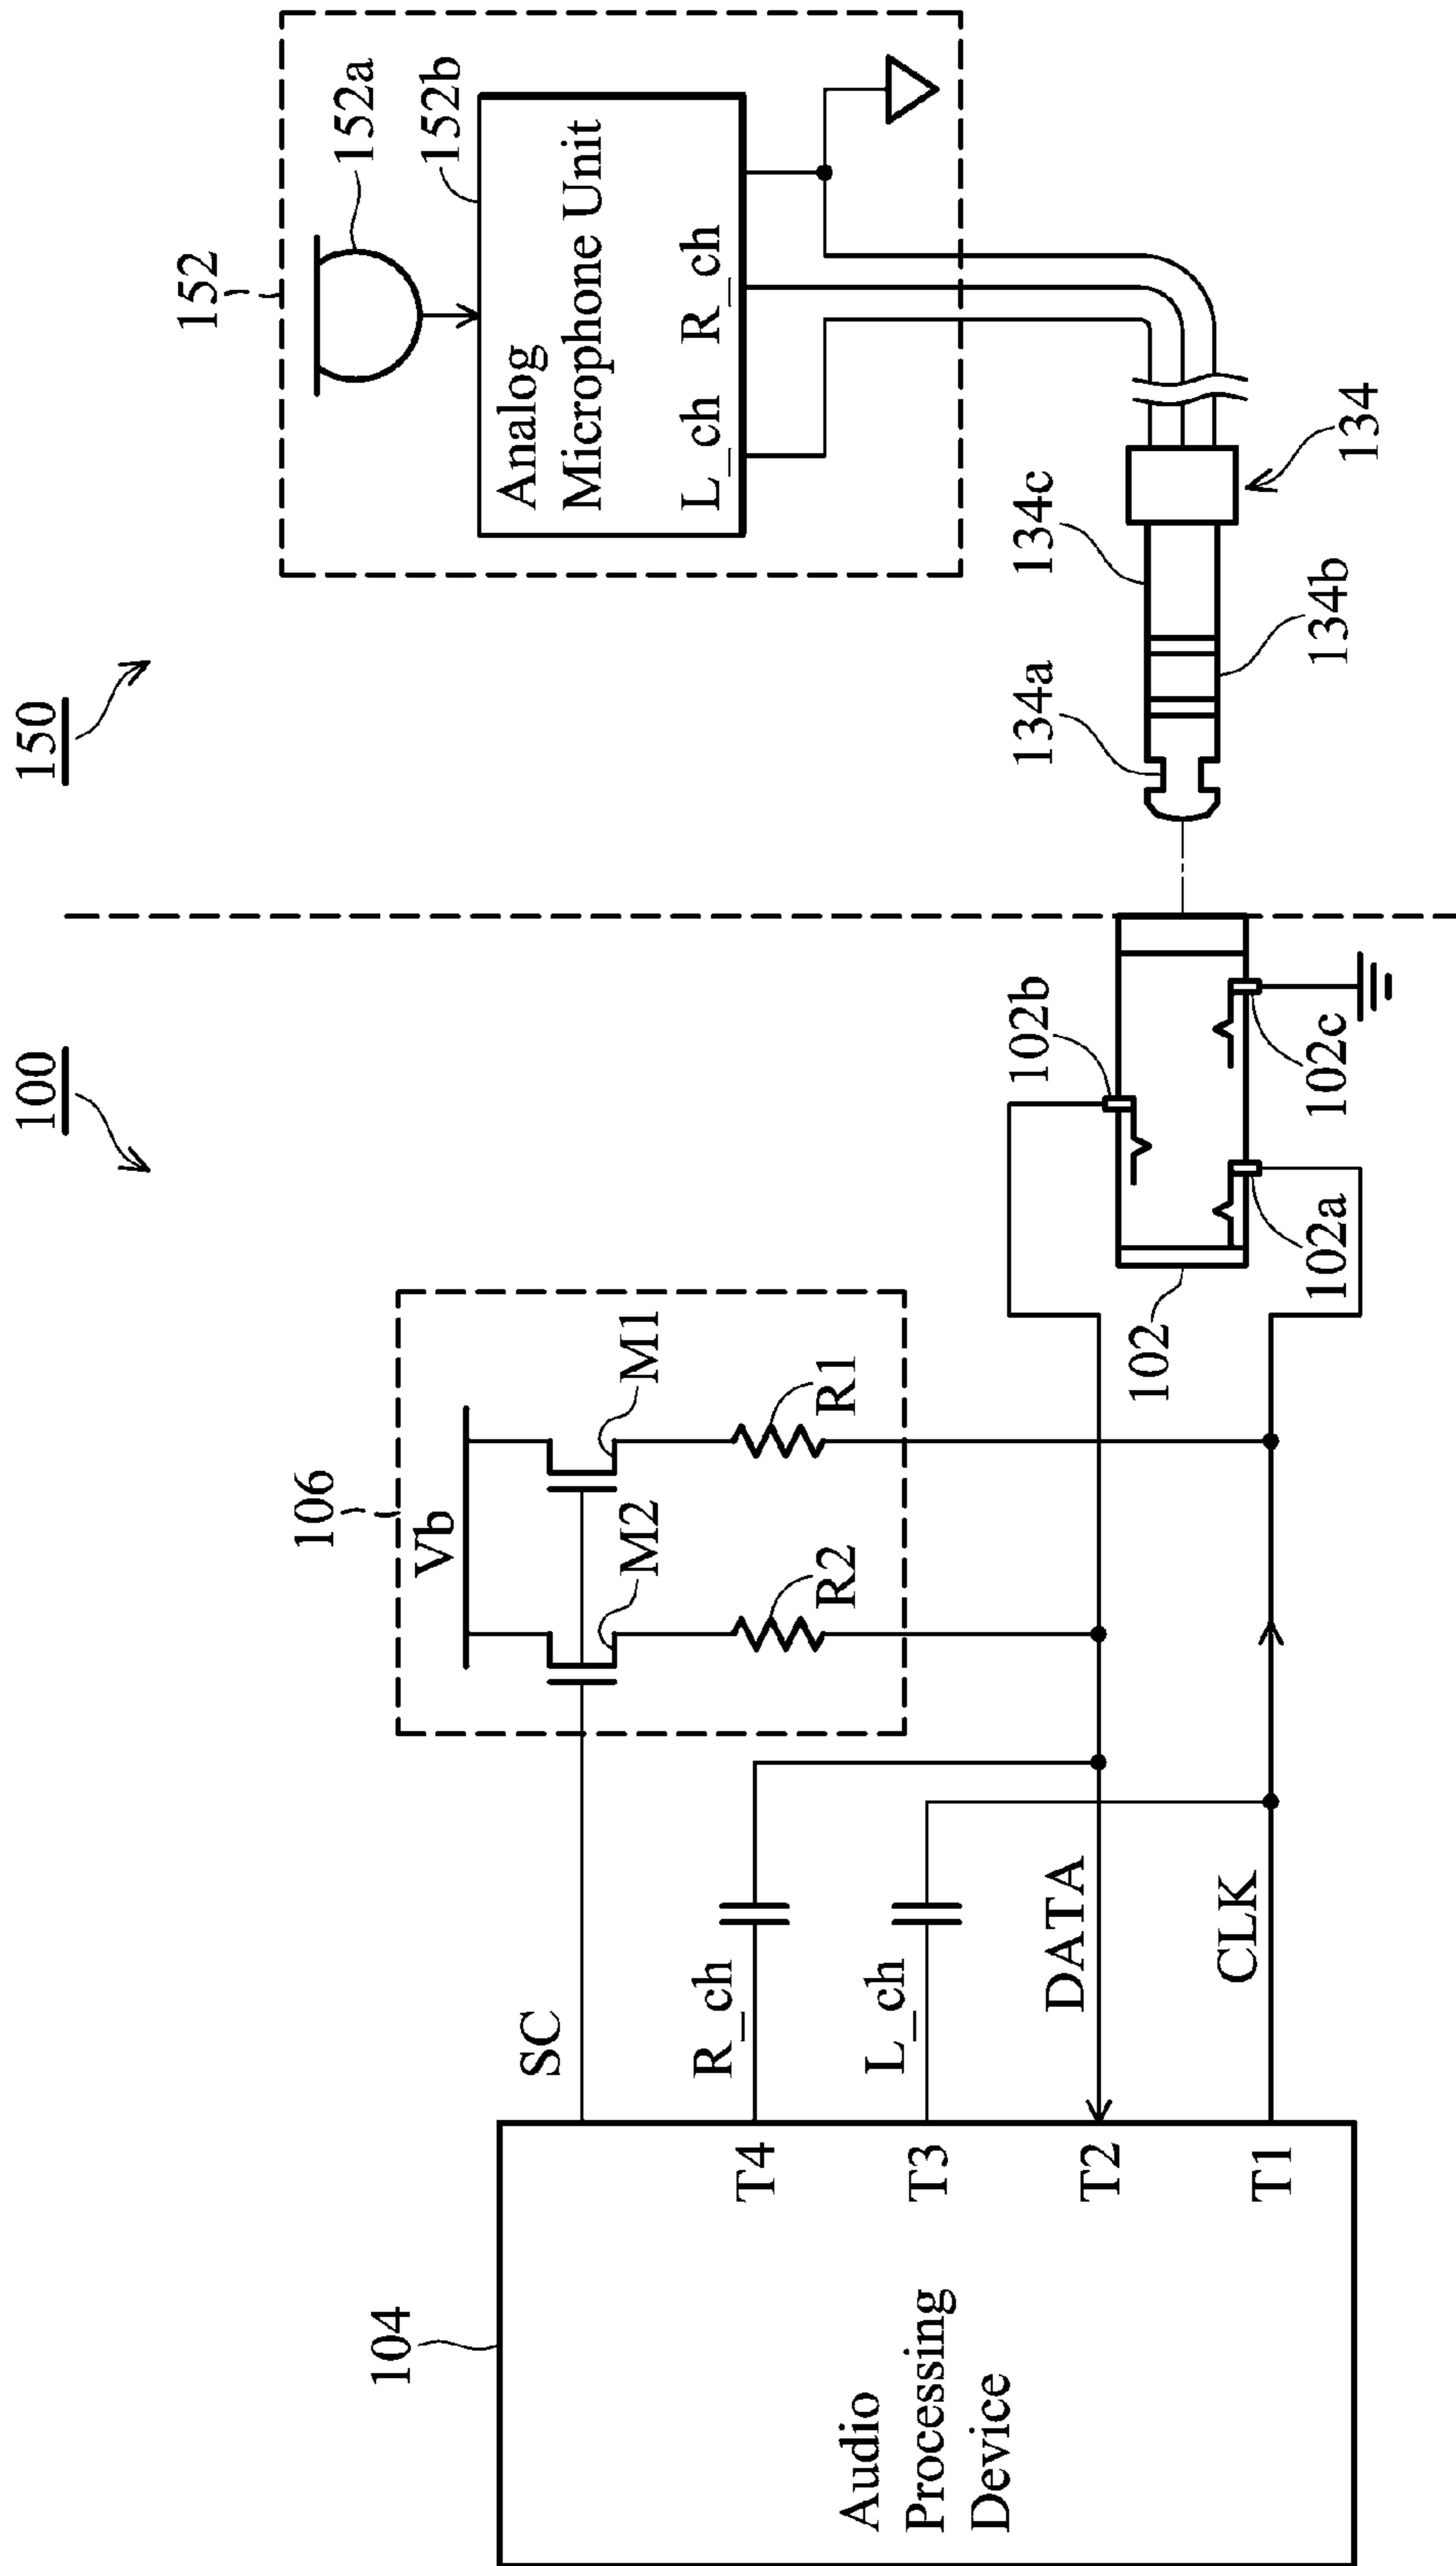 100
150
104
Audio
Processing
Device
SC
T4
R_ch
T3
L_ch
T2
DATA
T1
CLK
106
Vb
M2
M1
R2
R1
102
102a
102b
102c
152
152a
152b
Analog
Microphone Unit
L_ch R_ch
134a
134b
134c
134